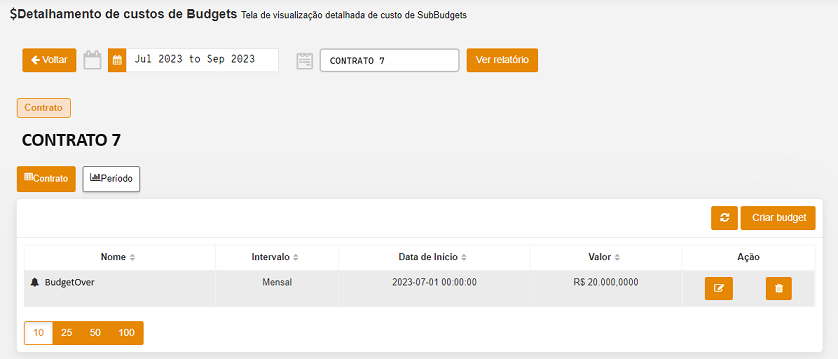 $Detalhamento de custos de Budgets Tela de visualização detalhada de custo de SubBudgets
Voltar Jul 2023 to Sep 2023 CONTRATO 7 Ver relatório
Contrato
CONTRATO 7
Contrato Período
Criar budget
Nome Intervalo Data de Início Valor Ação
BudgetOver Mensal 2023-07-01 00:00:00 R$ 20.000,0000
10 25 50 100